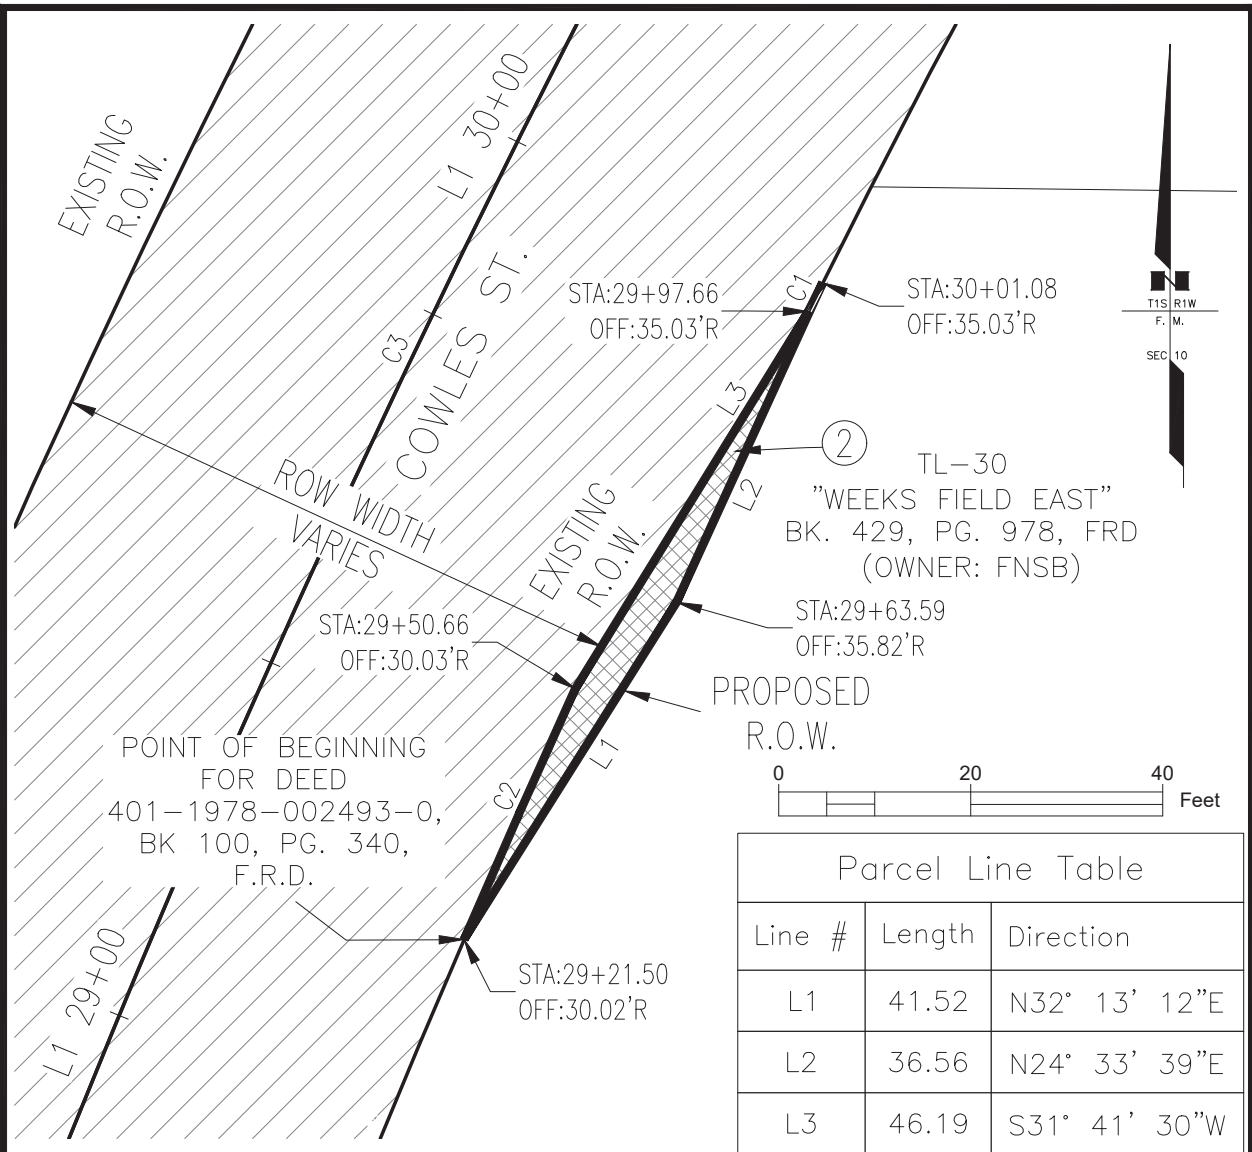 EXISTING
R.O.W.
L1 30+00
C3
COWLES ST.
STA:29+97.66
OFF:35.03'R
C1
STA:30+01.08
OFF:35.03'R
N
T1S R1W
F. M.
SEC 10
ROW WIDTH
VARIES
L3
2
L2
TL-30
"WEEKS FIELD EAST"
BK. 429, PG. 978, FRD
(OWNER: FNSB)
EXISTING
R.O.W.
STA:29+50.66
OFF:30.03'R
STA:29+63.59
OFF:35.82'R
PROPOSED
R.O.W.
L1
C2
POINT OF BEGINNING
FOR DEED
401-1978-002493-0,
BK 100, PG. 340,
F.R.D.
0 20 40
Feet
L1 29+00
STA:29+21.50
OFF:30.02'R
Parcel Line Table
Line # Length Direction
L1 41.52 N32° 13' 12"E
L2 36.56 N24° 33' 39"E
L3 46.19 S31° 41' 30"W